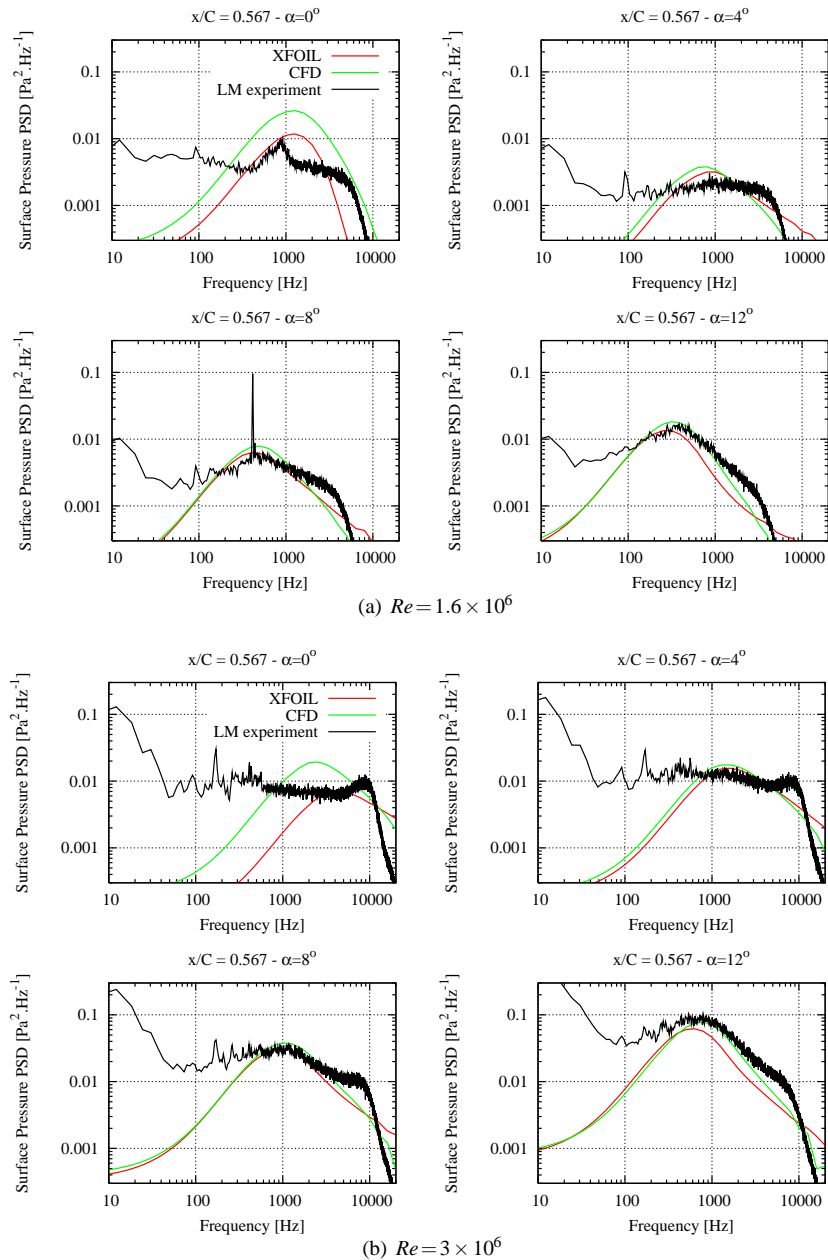 x/C = 0.567 - α=0°
Surface Pressure PSD [Pa².Hz⁻¹]
0.1
0.01
0.001
XFOIL
CFD
LM experiment
10 100 1000 10000
Frequency [Hz]
x/C = 0.567 - α=4°
Surface Pressure PSD [Pa².Hz⁻¹]
0.1
0.01
0.001
10 100 1000 10000
Frequency [Hz]
x/C = 0.567 - α=8°
Surface Pressure PSD [Pa².Hz⁻¹]
0.1
0.01
0.001
10 100 1000 10000
Frequency [Hz]
x/C = 0.567 - α=12°
Surface Pressure PSD [Pa².Hz⁻¹]
0.1
0.01
0.001
10 100 1000 10000
Frequency [Hz]
(a) Re = 1.6 × 10⁶
x/C = 0.567 - α=0°
Surface Pressure PSD [Pa².Hz⁻¹]
0.1
0.01
0.001
XFOIL
CFD
LM experiment
10 100 1000 10000
Frequency [Hz]
x/C = 0.567 - α=4°
Surface Pressure PSD [Pa².Hz⁻¹]
0.1
0.01
0.001
10 100 1000 10000
Frequency [Hz]
x/C = 0.567 - α=8°
Surface Pressure PSD [Pa².Hz⁻¹]
0.1
0.01
0.001
10 100 1000 10000
Frequency [Hz]
x/C = 0.567 - α=12°
Surface Pressure PSD [Pa².Hz⁻¹]
0.1
0.01
0.001
10 100 1000 10000
Frequency [Hz]
(b) Re = 3 × 10⁶